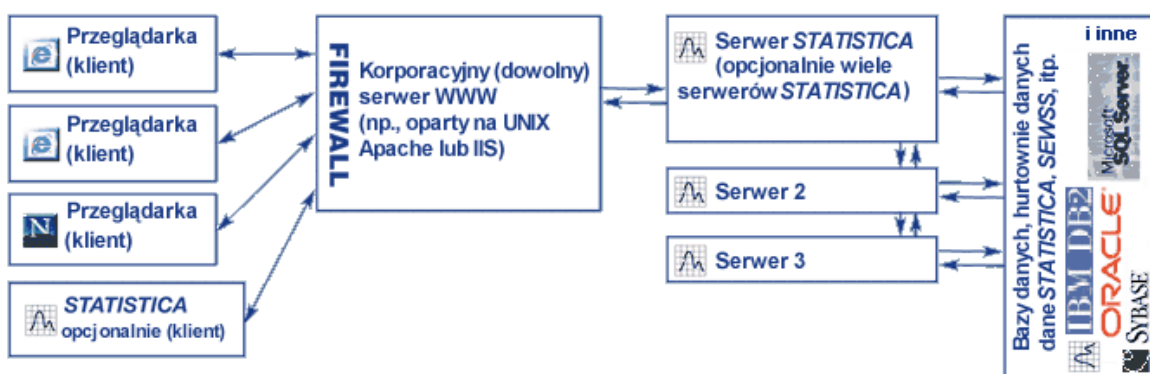 Przeglądarka
(klient)
Przeglądarka
(klient)
N
Przeglądarka
(klient)
STATISTICA
opcjonalnie (klient)
FIREWALL
Korporacyjny (dowolny)
serwer WWW
(np., oparty na UNIX
Apache lub IIS)
Serwer STATISTICA
(opcjonalnie wiele
serwerów STATISTICA)
Serwer 2
Serwer 3
Bazy danych, hurtownie danych
dane STATISTICA, SEWSS, itp.
i inne
Microsoft
SQL Server
IBM DB2
ORACLE
SYBASE